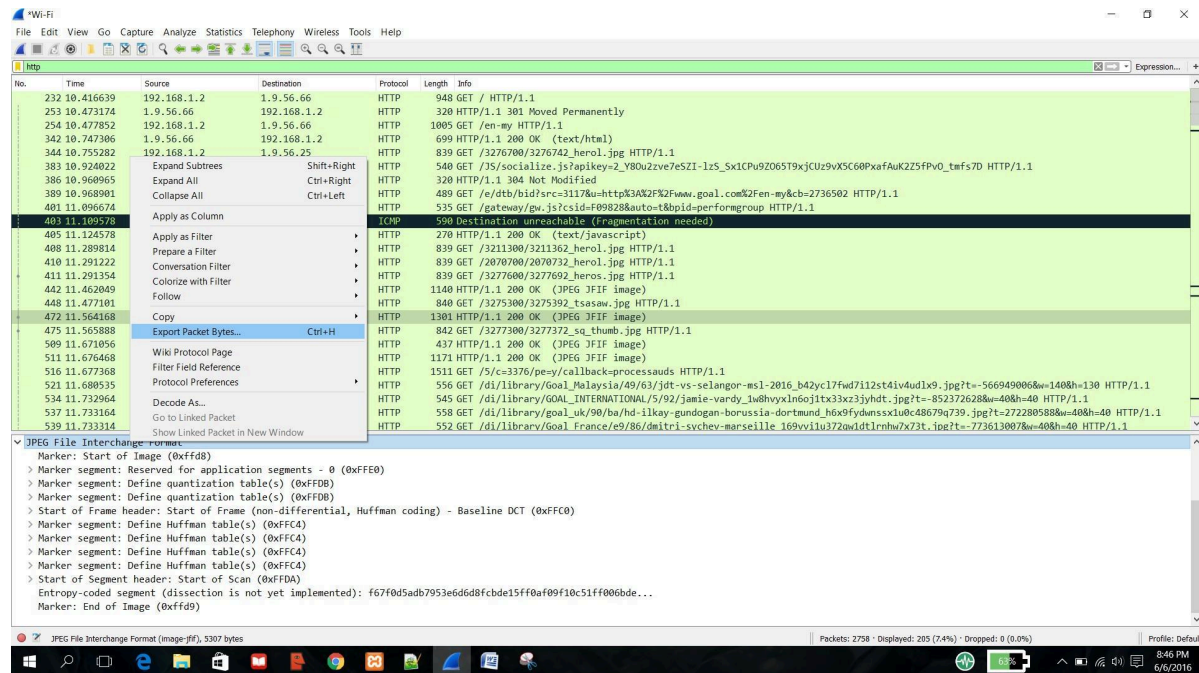 *Wi-Fi
File Edit View Go Capture Analyze Statistics Telephony Wireless Tools Help
http
Expression... +
No. Time Source Destination Protocol Length Info
232 10.416639 192.168.1.2 1.9.56.66 HTTP 948 GET / HTTP/1.1
253 10.473174 1.9.56.66 192.168.1.2 HTTP 320 HTTP/1.1 301 Moved Permanently
254 10.477852 192.168.1.2 1.9.56.66 HTTP 1005 GET /en-my HTTP/1.1
342 10.747306 1.9.56.66 192.168.1.2 HTTP 699 HTTP/1.1 200 OK (text/html)
344 10.755282 192.168.1.2 1.9.56.25 HTTP 839 GET /3276700/3276742_herol.jpg HTTP/1.1
383 10.924022 HTTP 540 GET /JS/socialize.js?apikey=2_Y8Ou2zve7eSZI-lzS_Sx1CPu9ZO65T9xjCUz9vX5C60PxafAuK2Z5fPvO_tmfs7D HTTP/1.1
386 10.960965 HTTP 320 HTTP/1.1 304 Not Modified
389 10.968901 HTTP 489 GET /e/dtb/bid?src=3117&u=http%3A%2F%2Fwww.goal.com%2Fen-my&cb=2736502 HTTP/1.1
401 11.096674 HTTP 535 GET /gateway/gw.js?csid=F09828&auto=t&bpid=performgroup HTTP/1.1
403 11.109578 ICMP 590 Destination unreachable (Fragmentation needed)
405 11.124578 HTTP 270 HTTP/1.1 200 OK (text/javascript)
408 11.289814 HTTP 839 GET /3211300/3211362_herol.jpg HTTP/1.1
410 11.291222 HTTP 839 GET /2070700/2070732_herol.jpg HTTP/1.1
411 11.291354 HTTP 839 GET /3277600/3277692_heros.jpg HTTP/1.1
442 11.462049 HTTP 1140 HTTP/1.1 200 OK (JPEG JFIF image)
448 11.477101 HTTP 840 GET /3275300/3275392_tsasaw.jpg HTTP/1.1
472 11.564168 HTTP 1301 HTTP/1.1 200 OK (JPEG JFIF image)
475 11.565888 HTTP 842 GET /3277300/3277372_sq_thumb.jpg HTTP/1.1
509 11.671056 HTTP 437 HTTP/1.1 200 OK (JPEG JFIF image)
511 11.676468 HTTP 1171 HTTP/1.1 200 OK (JPEG JFIF image)
516 11.677368 HTTP 1511 GET /5/c=3376/pe=y/callback=processauds HTTP/1.1
521 11.680535 HTTP 556 GET /di/library/Goal_Malaysia/49/63/jdt-vs-selangor-msl-2016_b42ycl7fwd7i12st4iv4udlx9.jpg?t=-566949006&w=140&h=130 HTTP/1.1
534 11.732964 HTTP 545 GET /di/library/GOAL_INTERNATIONAL/5/92/jamie-vardy_1w8hvyxln6oj1tx33xz3jyhdt.jpg?t=-852372628&w=40&h=40 HTTP/1.1
537 11.733164 HTTP 558 GET /di/library/goal_uk/90/ba/hd-ilkay-gundogan-borussia-dortmund_h6x9fydwnssx1u0c48679q739.jpg?t=272280588&w=40&h=40 HTTP/1.1
539 11.733314 HTTP 552 GET /di/library/Goal_France/e9/86/dmitri-sychev-marseille_169vvi1u372qw1dtlrnhw7x73t.jpg?t=-773613007&w=40&h=40 HTTP/1.1
Expand Subtrees Shift+Right
Expand All Ctrl+Right
Collapse All Ctrl+Left
Apply as Column
Apply as Filter
Prepare a Filter
Conversation Filter
Colorize with Filter
Follow
Copy
Export Packet Bytes... Ctrl+H
Wiki Protocol Page
Filter Field Reference
Protocol Preferences
Decode As...
Go to Linked Packet
Show Linked Packet in New Window
JPEG File Interchange Format
Marker: Start of Image (0xffd8)
> Marker segment: Reserved for application segments - 0 (0xFFE0)
> Marker segment: Define quantization table(s) (0xFFDB)
> Marker segment: Define quantization table(s) (0xFFDB)
> Start of Frame header: Start of Frame (non-differential, Huffman coding) - Baseline DCT (0xFFC0)
> Marker segment: Define Huffman table(s) (0xFFC4)
> Marker segment: Define Huffman table(s) (0xFFC4)
> Marker segment: Define Huffman table(s) (0xFFC4)
> Marker segment: Define Huffman table(s) (0xFFC4)
> Start of Segment header: Start of Scan (0xFFDA)
Entropy-coded segment (dissection is not yet implemented): f67f0d5adb7953e6d6d8fcbde15ff0af09f10c51ff006bde...
Marker: End of Image (0xffd9)
JPEG File Interchange Format (image-jfif), 5307 bytes
Packets: 2758 · Displayed: 205 (7.4%) · Dropped: 0 (0.0%)
Profile: Defaul
63%
8:46 PM
6/6/2016